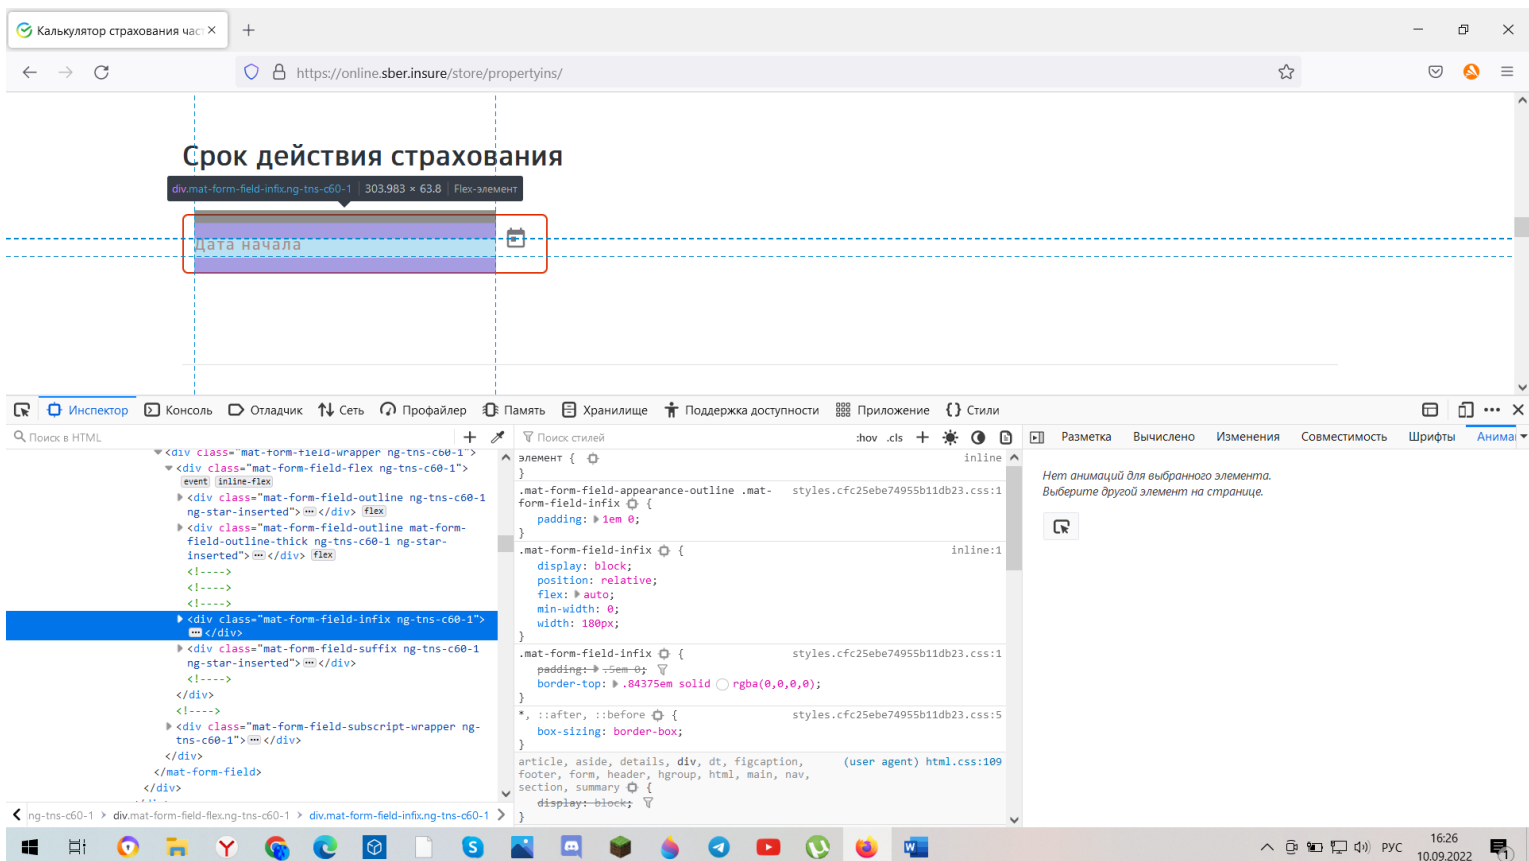 Калькулятор страхования част
https://online.sber.insure/store/propertyins/
Срок действия страхования
div.mat-form-field-infix.ng-tns-c60-1 303.983 × 63.8 Flex-элемент
Дата начала
Инспектор Консоль Отладчик Сеть Профайлер Память Хранилище Поддержка доступности Приложение Стили
Поиск в HTML
<div class="mat-form-field-wrapper ng-tns-c60-1">
<div class="mat-form-field-flex ng-tns-c60-1">
event inline-flex
<div class="mat-form-field-outline ng-tns-c60-1
ng-star-inserted"> ••• </div> flex
<div class="mat-form-field-outline mat-form-
field-outline-thick ng-tns-c60-1 ng-star-
inserted"> ••• </div> flex
<!---->
<!---->
<!---->
<div class="mat-form-field-infix ng-tns-c60-1">
••• </div>
<div class="mat-form-field-suffix ng-tns-c60-1
ng-star-inserted"> ••• </div>
<!---->
</div>
<!---->
<div class="mat-form-field-subscript-wrapper ng-
tns-c60-1"> ••• </div>
</div>
</mat-form-field>
</div>
ng-tns-c60-1 > div.mat-form-field-flex.ng-tns-c60-1 > div.mat-form-field-infix.ng-tns-c60-1
Поиск стилей :hov .cls
элемент { inline
}
.mat-form-field-appearance-outline .mat- styles.cfc25ebe74955b11db23.css:1
form-field-infix {
padding: 1em 0;
}
.mat-form-field-infix { inline:1
display: block;
position: relative;
flex: auto;
min-width: 0;
width: 180px;
}
.mat-form-field-infix { styles.cfc25ebe74955b11db23.css:1
padding: .5em 0;
border-top: .84375em solid rgba(0,0,0,0);
}
*, ::after, ::before { styles.cfc25ebe74955b11db23.css:5
box-sizing: border-box;
}
article, aside, details, div, dt, figcaption, (user agent) html.css:109
footer, form, header, hgroup, html, main, nav,
section, summary {
display: block;
}
Разметка Вычислено Изменения Совместимость Шрифты Анимац
Нет анимаций для выбранного элемента.
Выберите другой элемент на странице.
РУС
16:26
10.09.2022
1